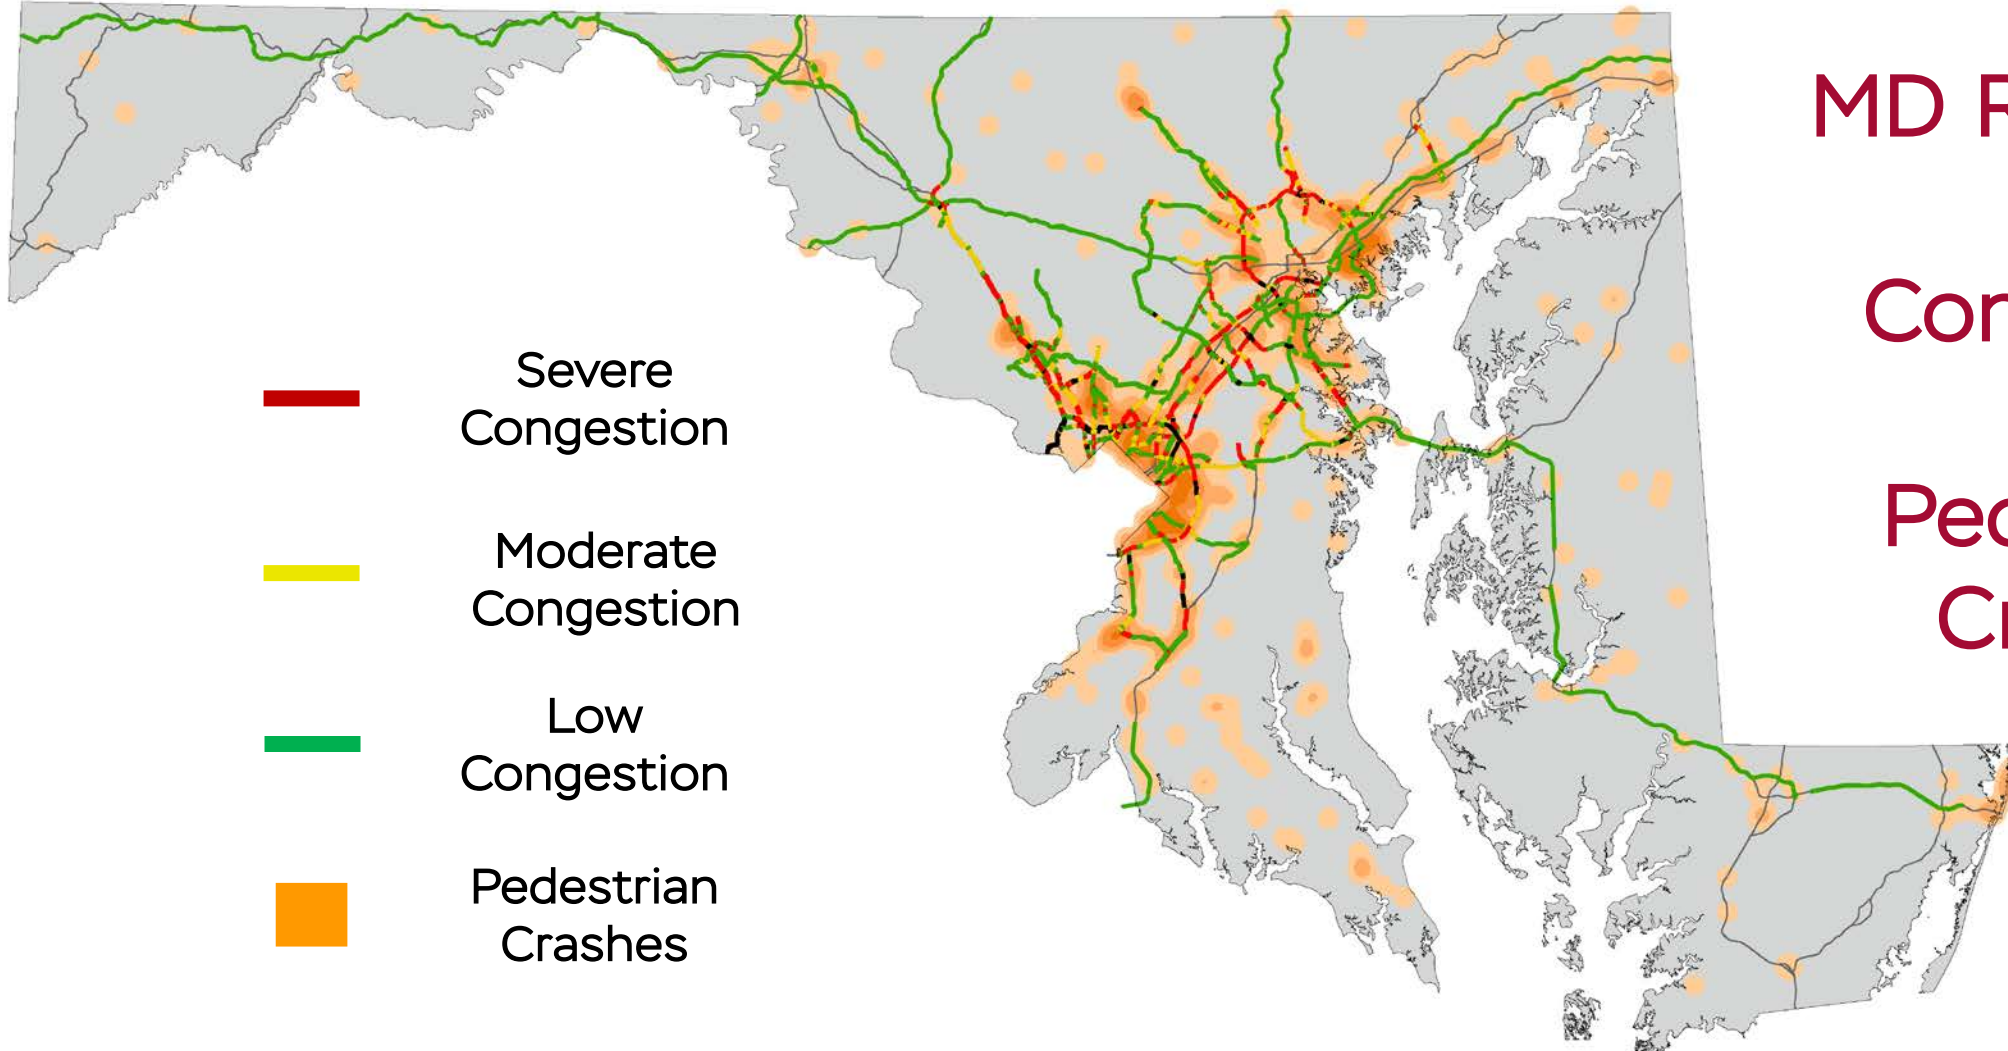 Severe
Congestion
Moderate
Congestion
Low
Congestion
Pedestrian
Crashes
MD